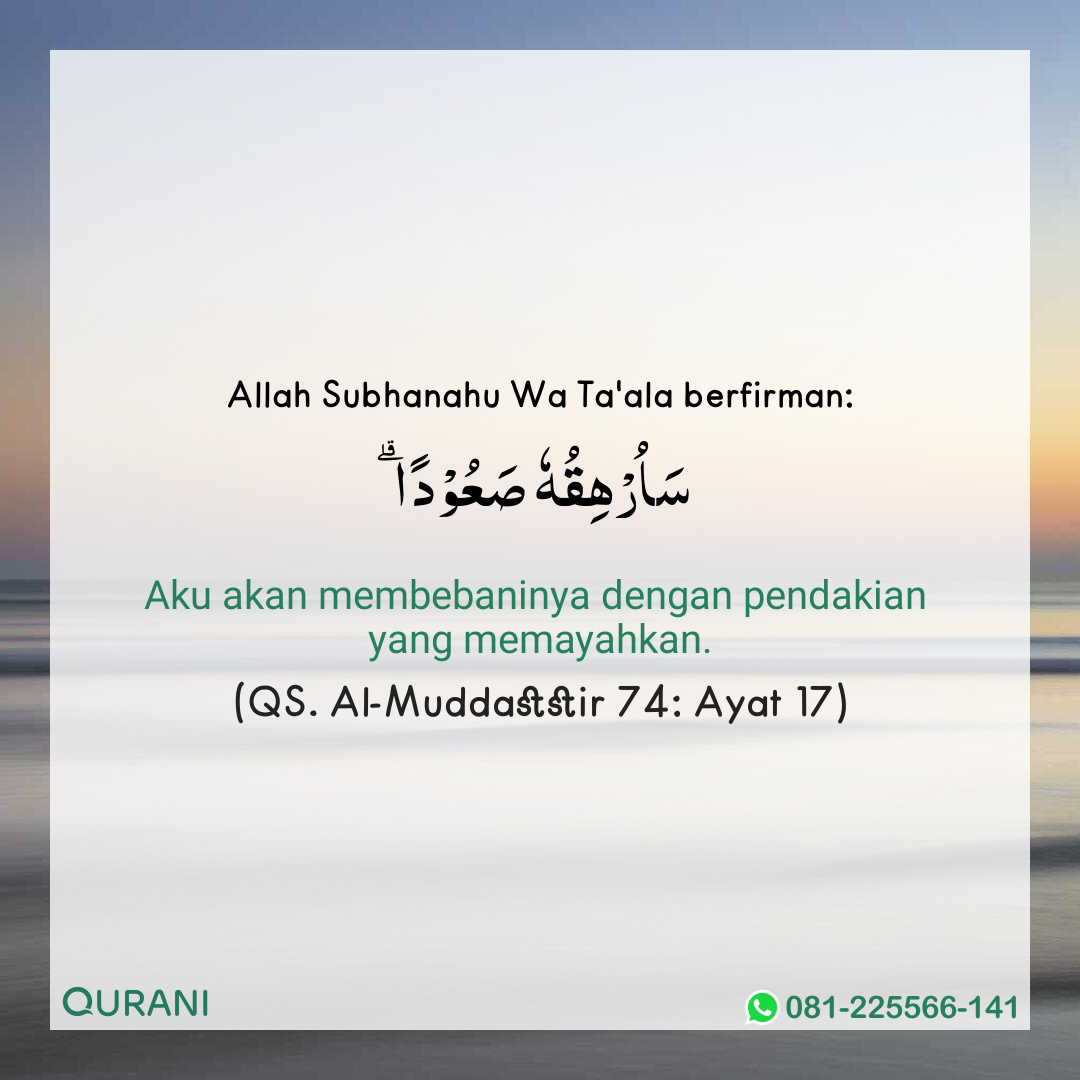 Allah Subhanahu Wa Ta'ala berfirman:
سَاُرْهِقُهٗ صَعُوْدًاۗ
Aku akan membebaninya dengan pendakian
yang memayahkan.
(QS. Al-Muddaststir 74: Ayat 17)
QURANI
081-225566-141